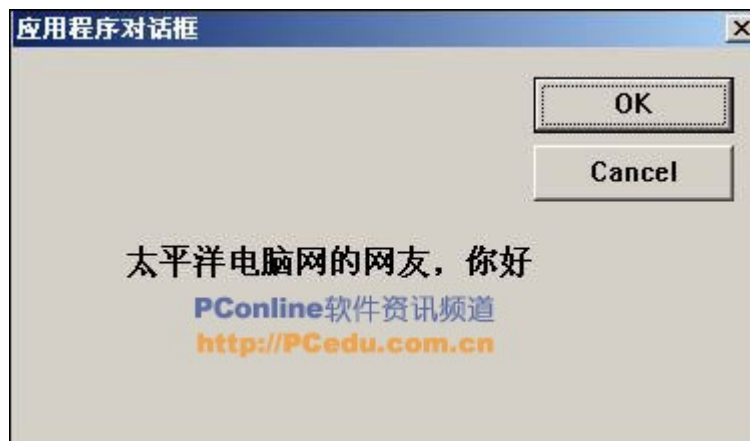 应用程序对话框
OK
Cancel
太平洋电脑网的网友，你好
PConline软件资讯频道
http://PCedu.com.cn